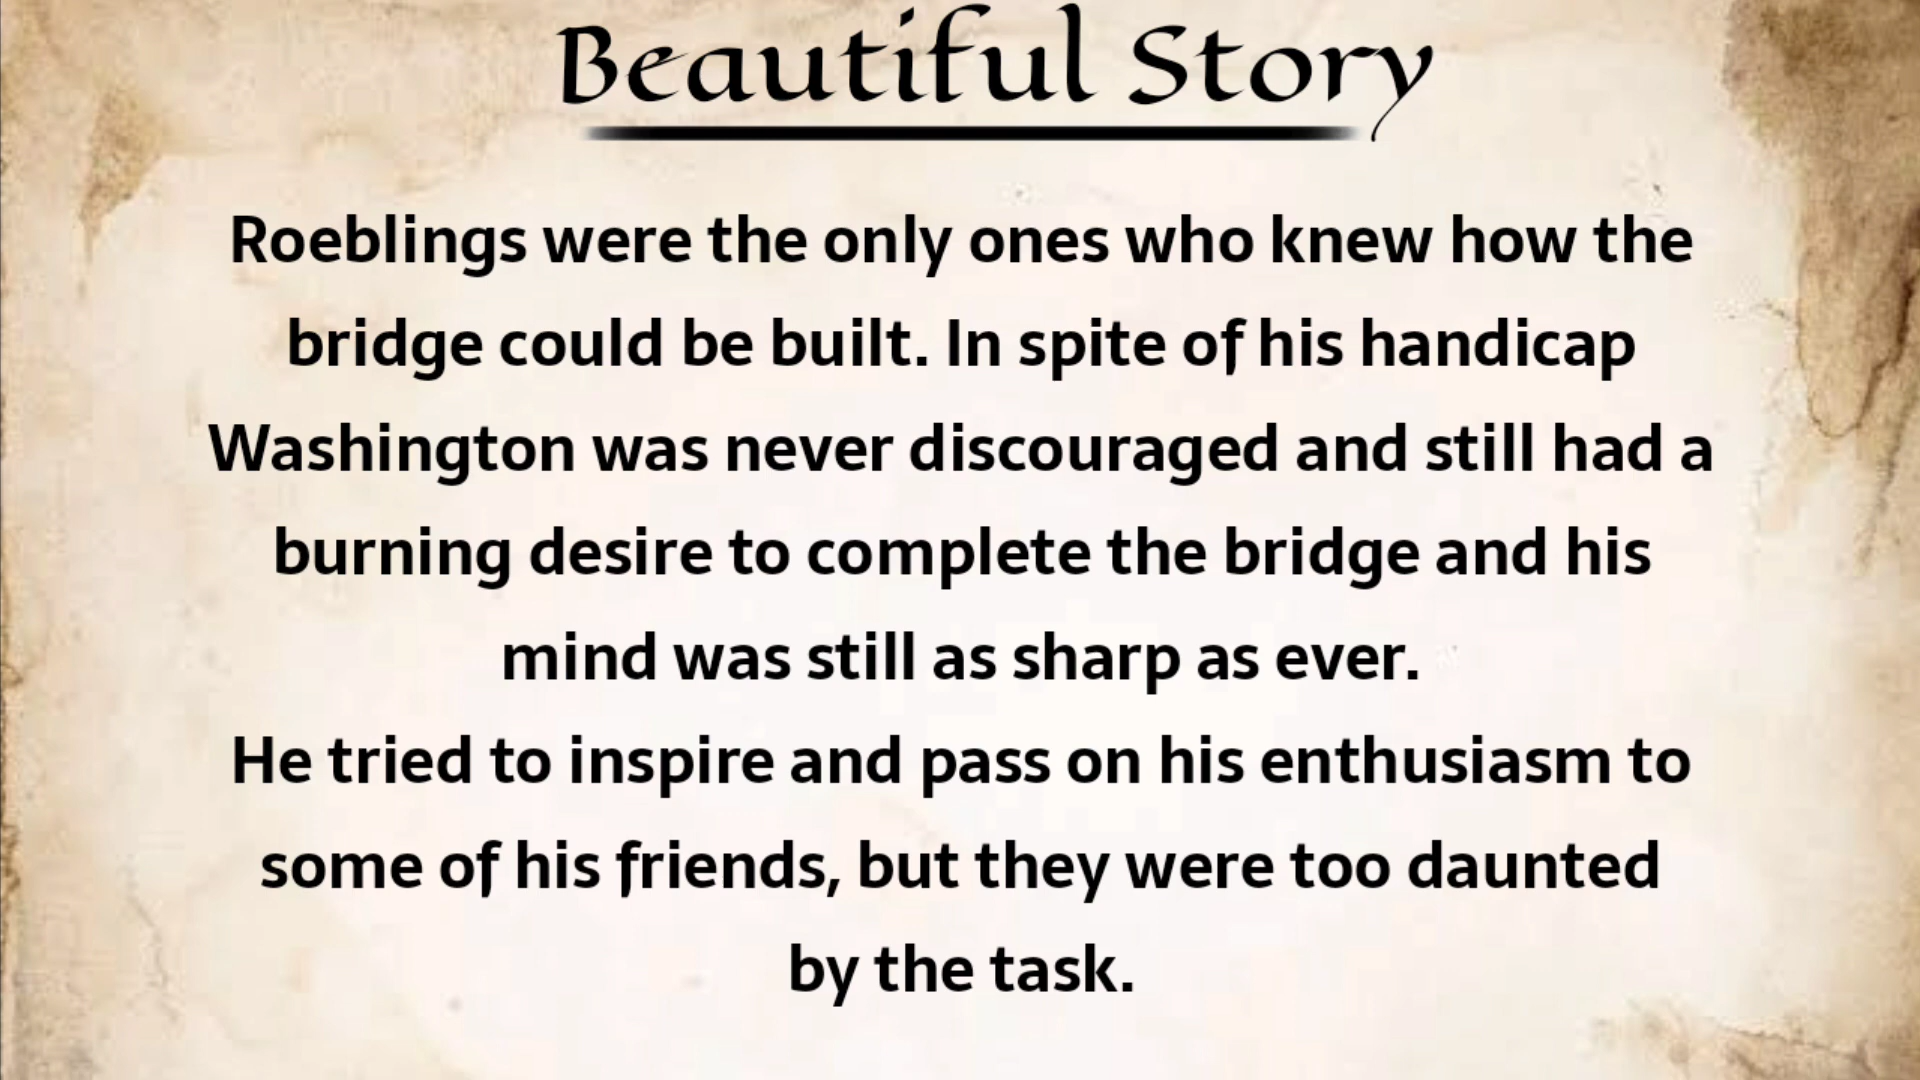 Beautiful Story
Roeblings were the only ones who knew how the
bridge could be built. In spite of his handicap
Washington was never discouraged and still had a
burning desire to complete the bridge and his
mind was still as sharp as ever.
He tried to inspire and pass on his enthusiasm to
some of his friends, but they were too daunted
by the task.